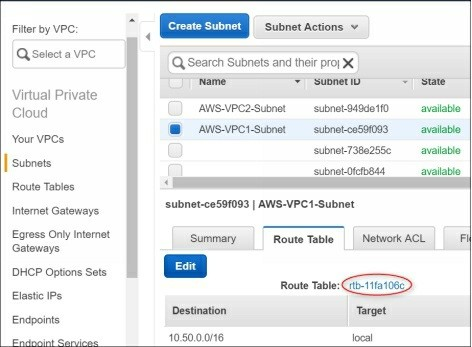 Filter by VPC:
Select a VPC
Virtual Private
Cloud
Your VPCs
Subnets
Route Tables
Internet Gateways
Egress Only Internet
Gateways
DHCP Options Sets
Elastic IPs
Endpoints
Endpoint Services
Create Subnet Subnet Actions
Search Subnets and their prop
Name Subnet ID State
AWS-VPC2-Subnet subnet-949de1f0 available
AWS-VPC1-Subnet subnet-ce59f093 available
subnet-738e255c available
subnet-0fcfb844 available
subnet-ce59f093 | AWS-VPC1-Subnet
Summary Route Table Network ACL
Edit
Route Table: rtb-11fa106c
Destination Target
10.50.0.0/16 local